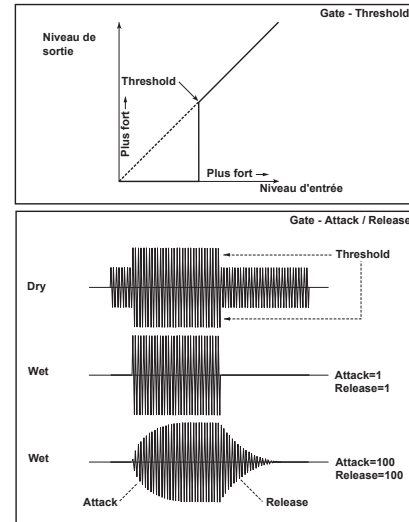 Gate - Threshold
Niveau de
sortie
Threshold
Plus fort
Plus fort
Niveau d'entrée
Gate - Attack / Release
Threshold
Dry
Wet
Attack=1
Release=1
Wet
Attack=100
Release=100
Attack
Release